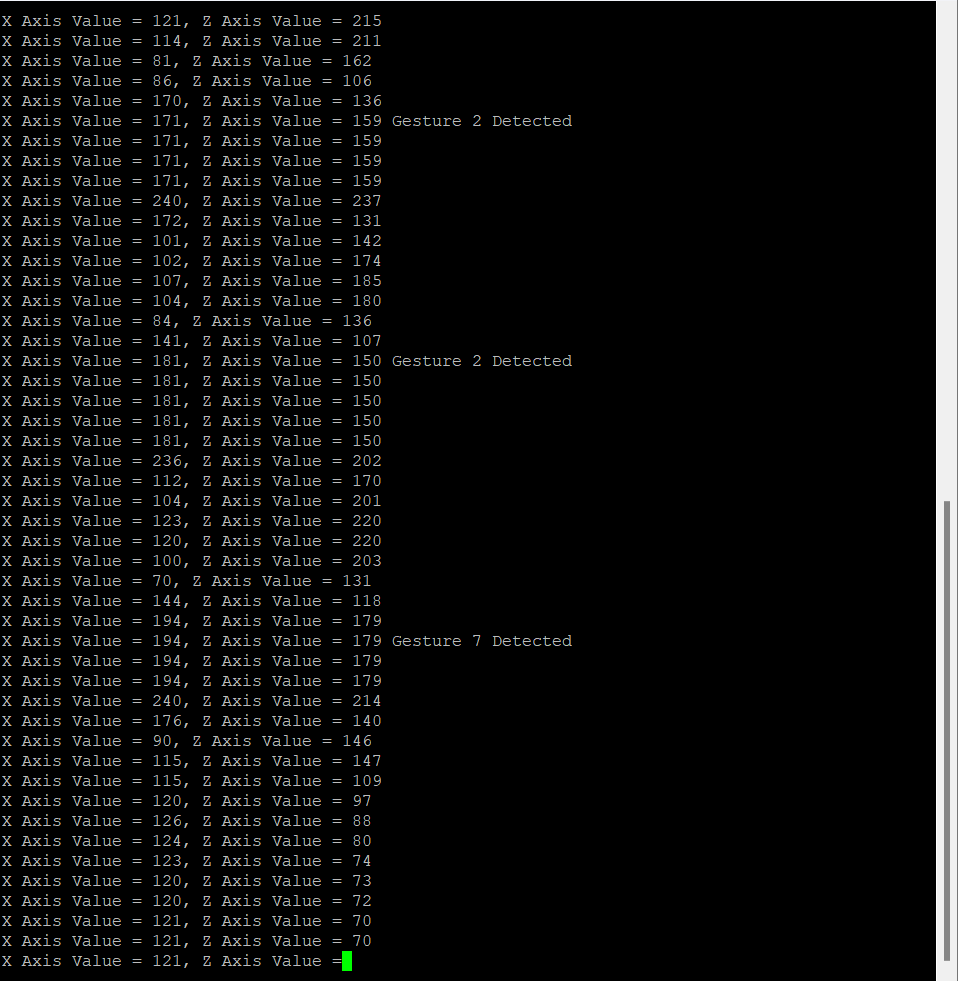 X Axis Value = 121, Z Axis Value = 215
X Axis Value = 114, Z Axis Value = 211
X Axis Value = 81, Z Axis Value = 162
X Axis Value = 86, Z Axis Value = 106
X Axis Value = 170, Z Axis Value = 136
X Axis Value = 171, Z Axis Value = 159 Gesture 2 Detected
X Axis Value = 171, Z Axis Value = 159
X Axis Value = 171, Z Axis Value = 159
X Axis Value = 171, Z Axis Value = 159
X Axis Value = 240, Z Axis Value = 237
X Axis Value = 172, Z Axis Value = 131
X Axis Value = 101, Z Axis Value = 142
X Axis Value = 102, Z Axis Value = 174
X Axis Value = 107, Z Axis Value = 185
X Axis Value = 104, Z Axis Value = 180
X Axis Value = 84, Z Axis Value = 136
X Axis Value = 141, Z Axis Value = 107
X Axis Value = 181, Z Axis Value = 150 Gesture 2 Detected
X Axis Value = 181, Z Axis Value = 150
X Axis Value = 181, Z Axis Value = 150
X Axis Value = 181, Z Axis Value = 150
X Axis Value = 181, Z Axis Value = 150
X Axis Value = 236, Z Axis Value = 202
X Axis Value = 112, Z Axis Value = 170
X Axis Value = 104, Z Axis Value = 201
X Axis Value = 123, Z Axis Value = 220
X Axis Value = 120, Z Axis Value = 220
X Axis Value = 100, Z Axis Value = 203
X Axis Value = 70, Z Axis Value = 131
X Axis Value = 144, Z Axis Value = 118
X Axis Value = 194, Z Axis Value = 179
X Axis Value = 194, Z Axis Value = 179 Gesture 7 Detected
X Axis Value = 194, Z Axis Value = 179
X Axis Value = 194, Z Axis Value = 179
X Axis Value = 240, Z Axis Value = 214
X Axis Value = 176, Z Axis Value = 140
X Axis Value = 90, Z Axis Value = 146
X Axis Value = 115, Z Axis Value = 147
X Axis Value = 115, Z Axis Value = 109
X Axis Value = 120, Z Axis Value = 97
X Axis Value = 126, Z Axis Value = 88
X Axis Value = 124, Z Axis Value = 80
X Axis Value = 123, Z Axis Value = 74
X Axis Value = 120, Z Axis Value = 73
X Axis Value = 120, Z Axis Value = 72
X Axis Value = 121, Z Axis Value = 70
X Axis Value = 121, Z Axis Value = 70
X Axis Value = 121, Z Axis Value =